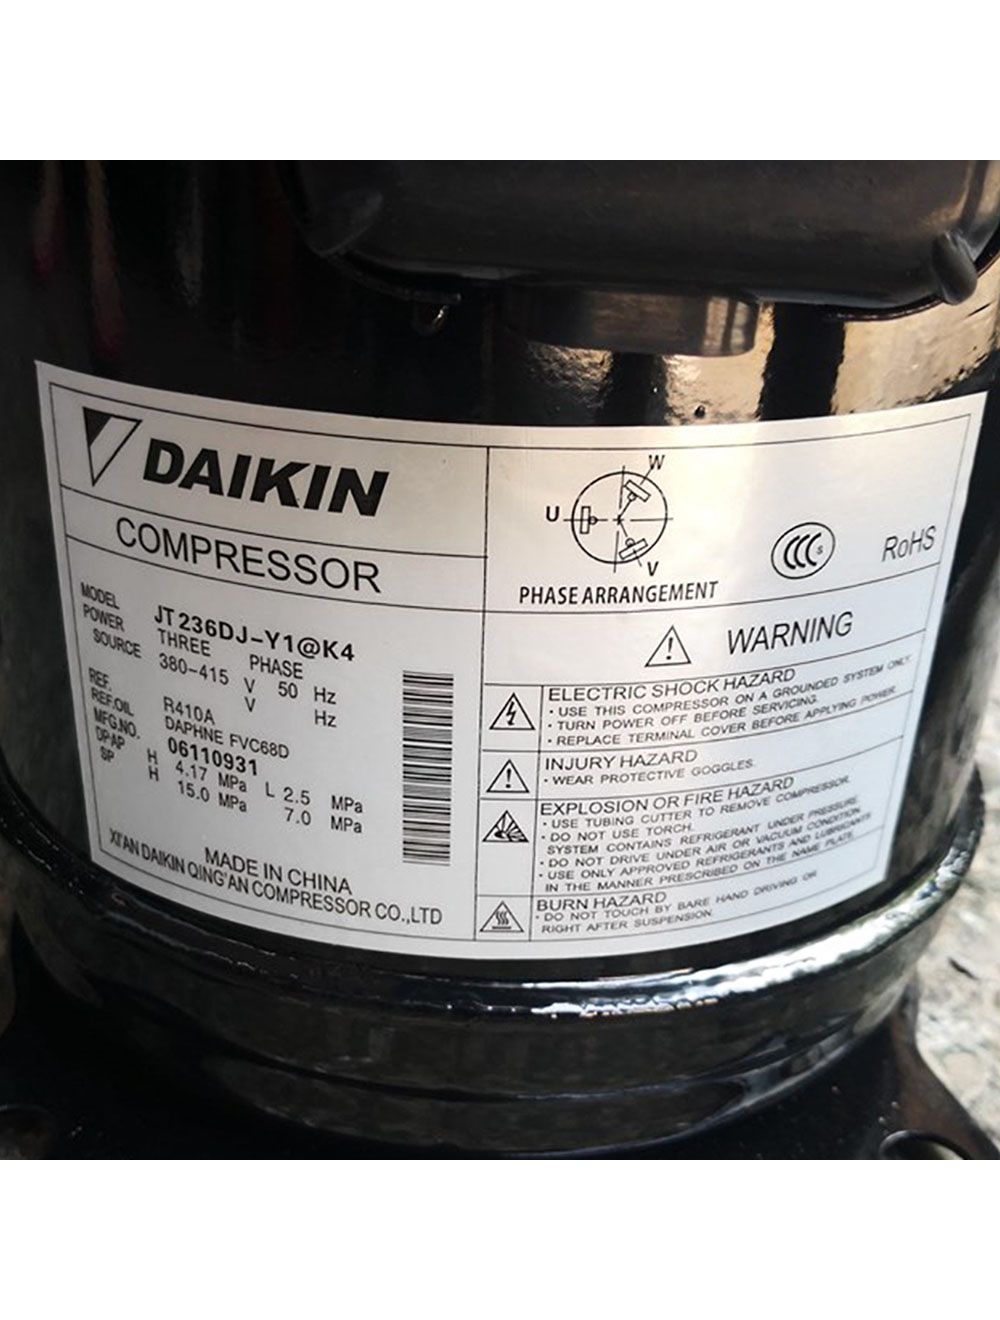 DAIKIN
COMPRESSOR
MODEL JT236DJ-Y1@K4
POWER SOURCE THREE PHASE
380-415 V 50 Hz
V Hz
REF. R410A
REF.OIL DAPHNE FVC68D
MFG.NO. 06110931
DP:AP H 4.17 MPa L 2.5 MPa
SP H 15.0 MPa 7.0 MPa
MADE IN CHINA
XI'AN DAIKIN QING'AN COMPRESSOR CO.,LTD
W
U
V
PHASE ARRANGEMENT
CCC S
RoHS
WARNING
ELECTRIC SHOCK HAZARD
· USE THIS COMPRESSOR ON A GROUNDED SYSTEM ONLY.
· TURN POWER OFF BEFORE SERVICING.
· REPLACE TERMINAL COVER BEFORE APPLYING POWER.
INJURY HAZARD
· WEAR PROTECTIVE GOGGLES.
EXPLOSION OR FIRE HAZARD
· USE TUBING CUTTER TO REMOVE COMPRESSOR.
· DO NOT USE TORCH.
SYSTEM CONTAINS REFRIGERANT UNDER PRESSURE.
· DO NOT DRIVE UNDER AIR OR VACUUM CONDITION.
· USE ONLY APPROVED REFRIGERANTS AND LUBRICANTS
IN THE MANNER PRESCRIBED ON THE NAME PLATE.
BURN HAZARD
· DO NOT TOUCH BY BARE HAND DRIVING OR
RIGHT AFTER SUSPENSION.